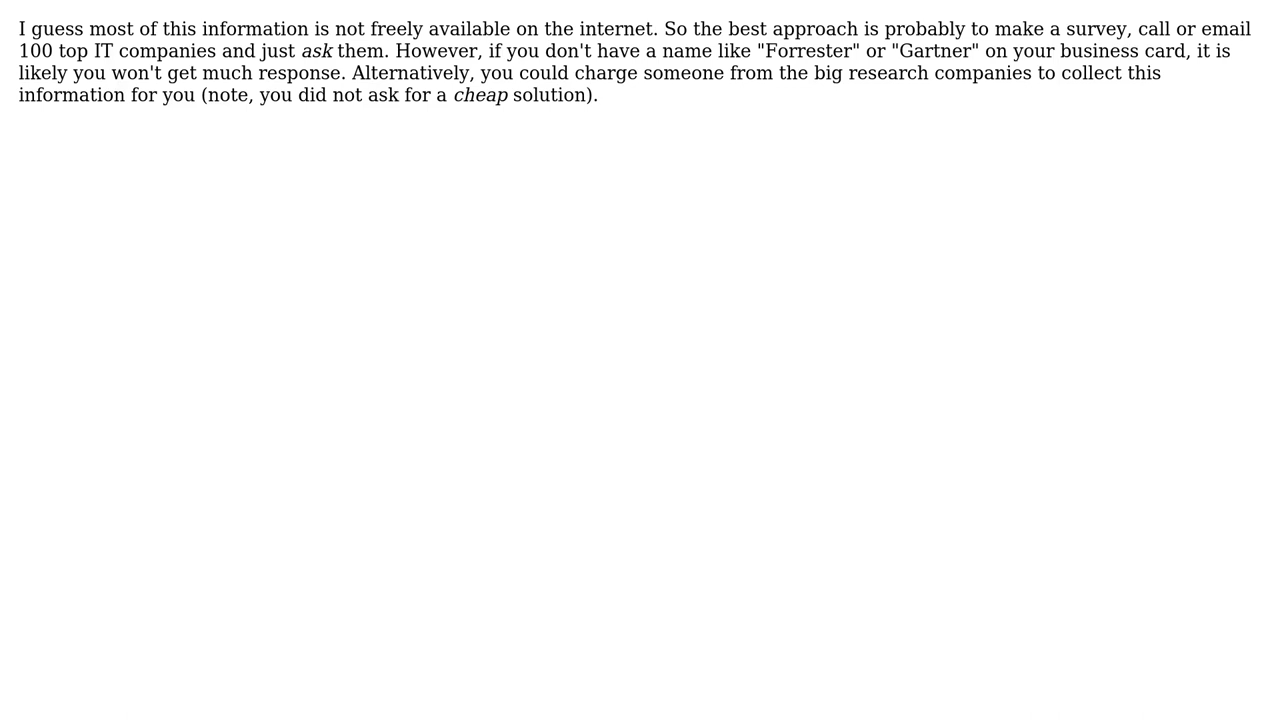 I guess most of this information is not freely available on the internet. So the best approach is probably to make a survey, call or email
100 top IT companies and just ask them. However, if you don't have a name like "Forrester" or "Gartner" on your business card, it is
likely you won't get much response. Alternatively, you could charge someone from the big research companies to collect this
information for you (note, you did not ask for a cheap solution).